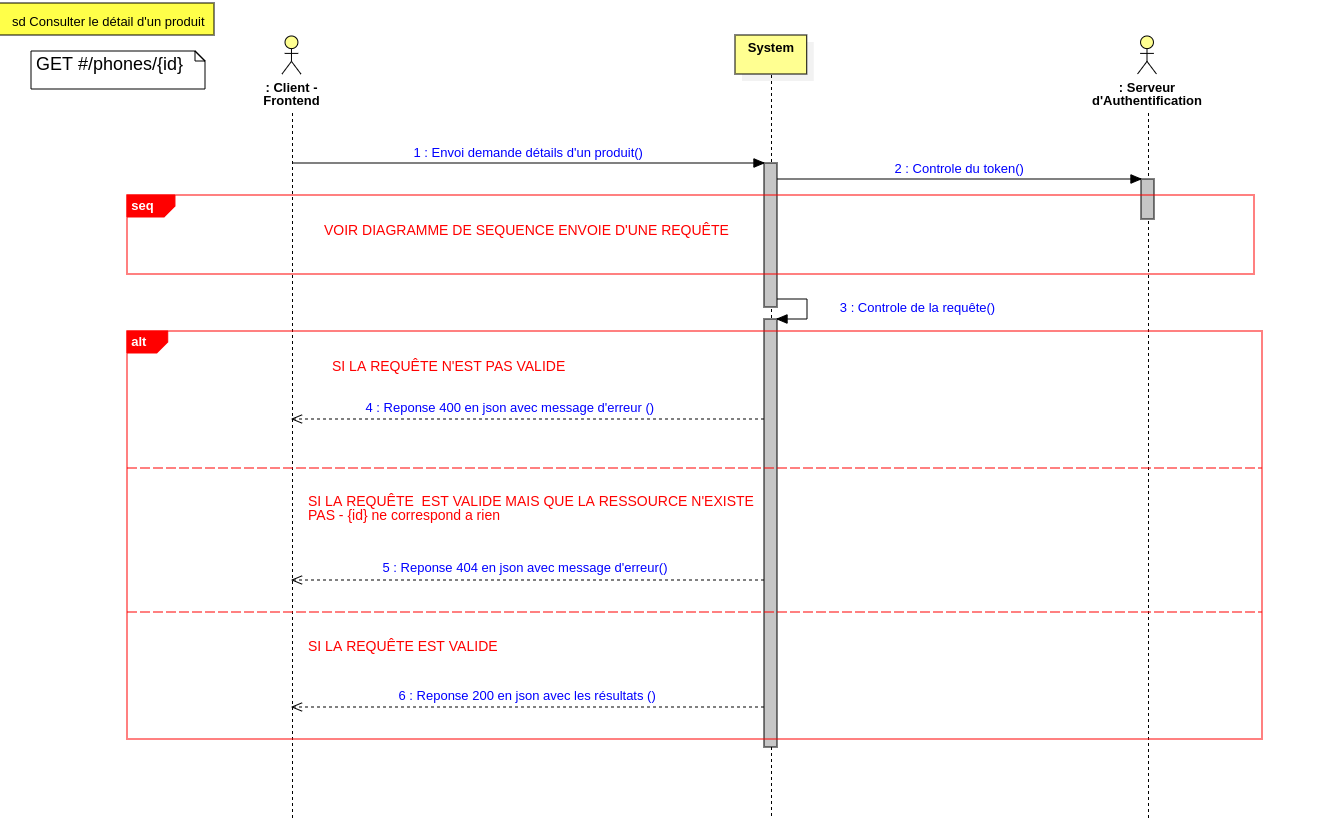 sd Consulter le détail d'un produit
GET #/phones/{id}
: Client -
Frontend
System
: Serveur
d'Authentification
1 : Envoi demande détails d'un produit()
2 : Controle du token()
seq
VOIR DIAGRAMME DE SEQUENCE ENVOIE D'UNE REQUÊTE
3 : Controle de la requête()
alt
SI LA REQUÊTE N'EST PAS VALIDE
4 : Reponse 400 en json avec message d'erreur ()
SI LA REQUÊTE  EST VALIDE MAIS QUE LA RESSOURCE N'EXISTE
PAS - {id} ne correspond a rien
5 : Reponse 404 en json avec message d'erreur()
SI LA REQUÊTE EST VALIDE
6 : Reponse 200 en json avec les résultats ()